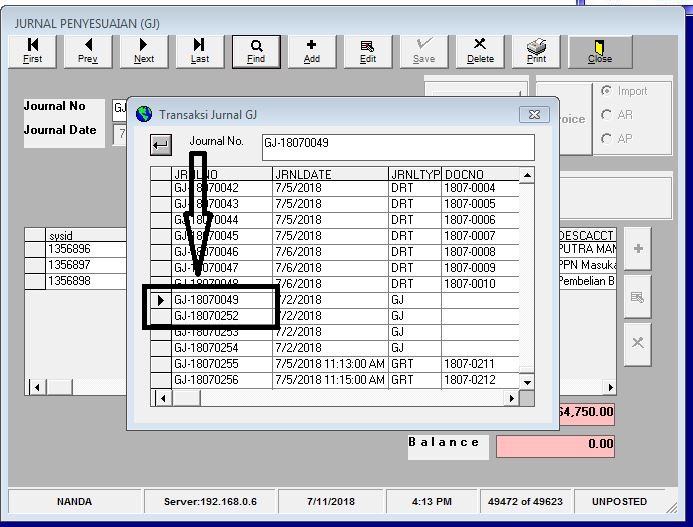 JURNAL PENYESUAIAN (GJ)
First Prev Next Last Find Add Edit Save Delete Print Close
Journal No GJ
Journal Date 7
Import
AR
AP
Transaksi Jurnal GJ
Journal No. GJ-18070049
JRNLNO JRNLDATE JRNLTYP DOCNO
GJ-18070042 7/5/2018 DRT 1807-0004
GJ-18070043 7/5/2018 DRT 1807-0005
GJ-18070044 7/5/2018 DRT 1807-0006
GJ-18070045 7/5/2018 DRT 1807-0007
GJ-18070046 7/6/2018 DRT 1807-0008
GJ-18070047 7/6/2018 DRT 1807-0009
GJ-18070048 7/6/2018 DRT 1807-0010
GJ-18070049 7/2/2018 GJ
GJ-18070252 7/2/2018 GJ
GJ-18070253 7/2/2018 GJ
GJ-18070254 7/2/2018 GJ
GJ-18070255 7/5/2018 11:13:00 AM GRT 1807-0211
GJ-18070256 7/5/2018 11:15:00 AM GRT 1807-0212
sysid DESCACCT
1356896 PUTRA MAN
1356897 PPN Masuka
1356898 Pembelian B
4,750.00
Balance 0.00
NANDA Server:192.168.0.6 7/11/2018 4:13 PM 49472 of 49623 UNPOSTED